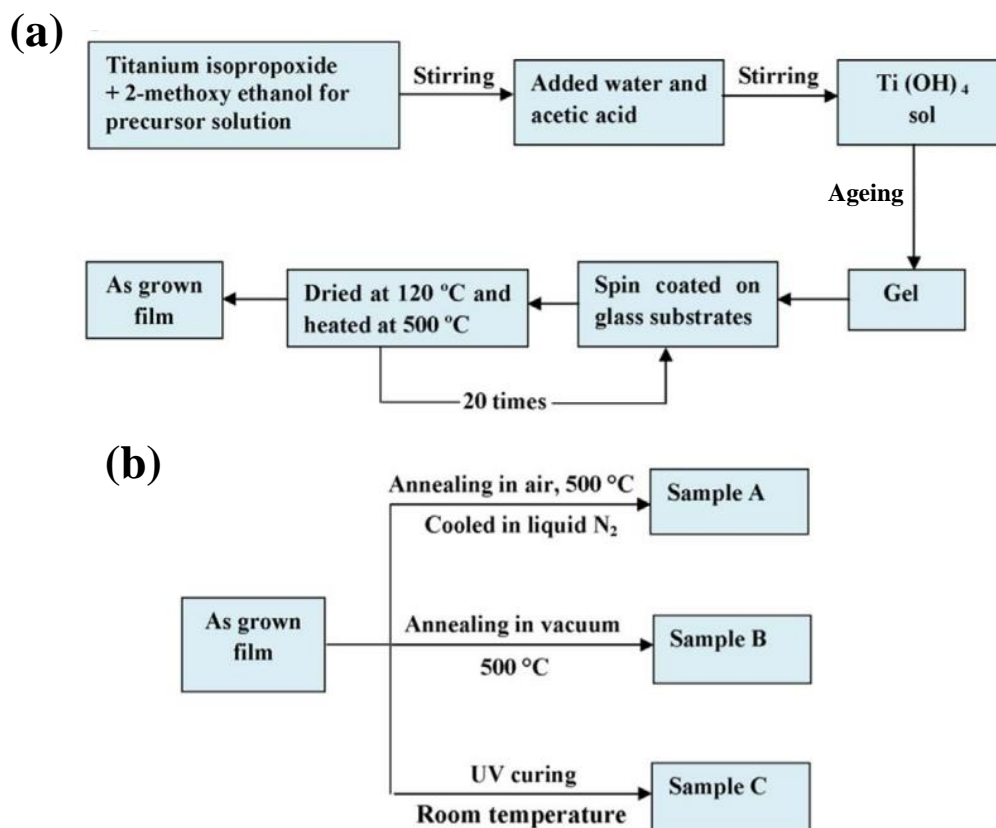 (a)
Titanium isopropoxide
+ 2-methoxy ethanol for
precursor solution
Stirring
Added water and
acetic acid
Stirring
Ti (OH)₄
sol
Ageing
Gel
Spin coated on
glass substrates
Dried at 120 ºC and
heated at 500 ºC
As grown
film
20 times
(b)
As grown
film
Annealing in air, 500 °C
Cooled in liquid N₂
Sample A
Annealing in vacuum
500 °C
Sample B
UV curing
Room temperature
Sample C